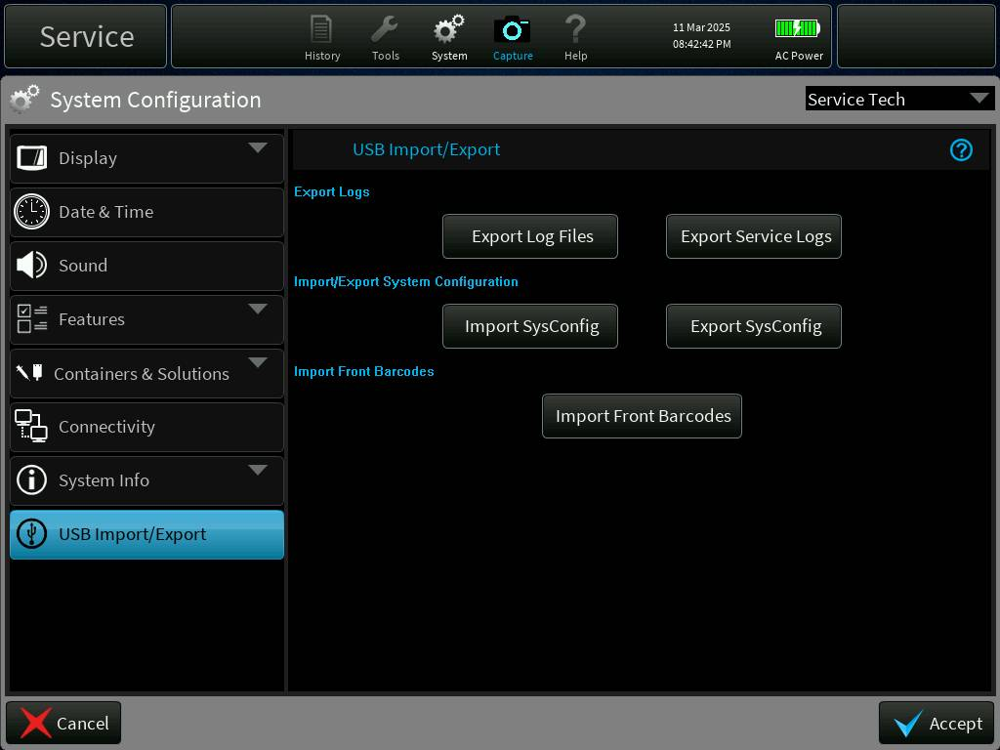 Service
History
Tools
System
Capture
Help
11 Mar 2025
08:42:42 PM
AC Power
System Configuration
Service Tech
Display
Date & Time
Sound
Features
Containers & Solutions
Connectivity
System Info
USB Import/Export
USB Import/Export
Export Logs
Export Log Files
Export Service Logs
Import/Export System Configuration
Import SysConfig
Export SysConfig
Import Front Barcodes
Import Front Barcodes
Cancel
Accept